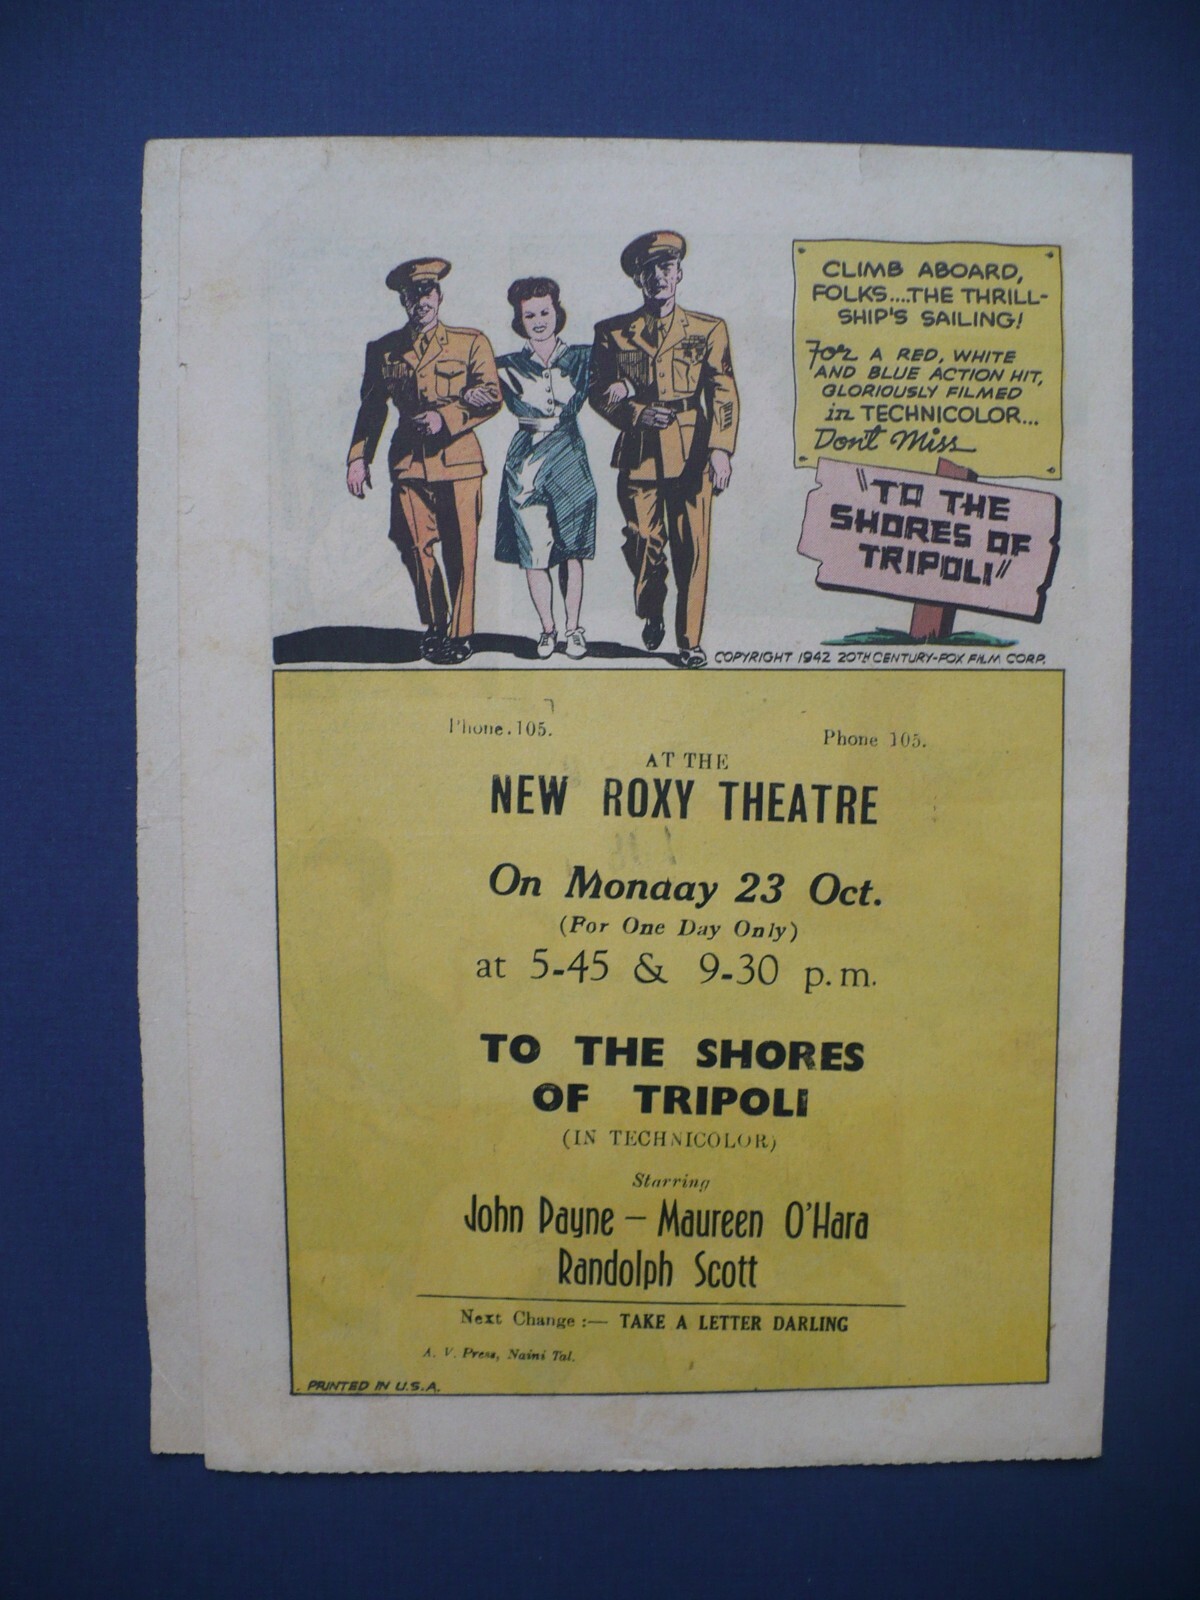 CLIMB ABOARD,
FOLKS....THE THRILL-
SHIP'S SAILING!
For A RED, WHITE
AND BLUE ACTION HIT,
GLORIOUSLY FILMED
in TECHNICOLOR...
Don't Miss
"TO THE
SHORES OF
TRIPOLI"
COPYRIGHT 1942 20TH CENTURY-FOX FILM CORP.
Phone.105. Phone 105.
AT THE
NEW ROXY THEATRE
On Monday 23 Oct.
(For One Day Only)
at 5-45 & 9-30 p.m.
TO THE SHORES
OF TRIPOLI
(IN TECHNICOLOR)
Starring
John Payne – Maureen O'Hara
Randolph Scott
Next Change :— TAKE A LETTER DARLING
A. V. Press, Naini Tal.
PRINTED IN U.S.A.